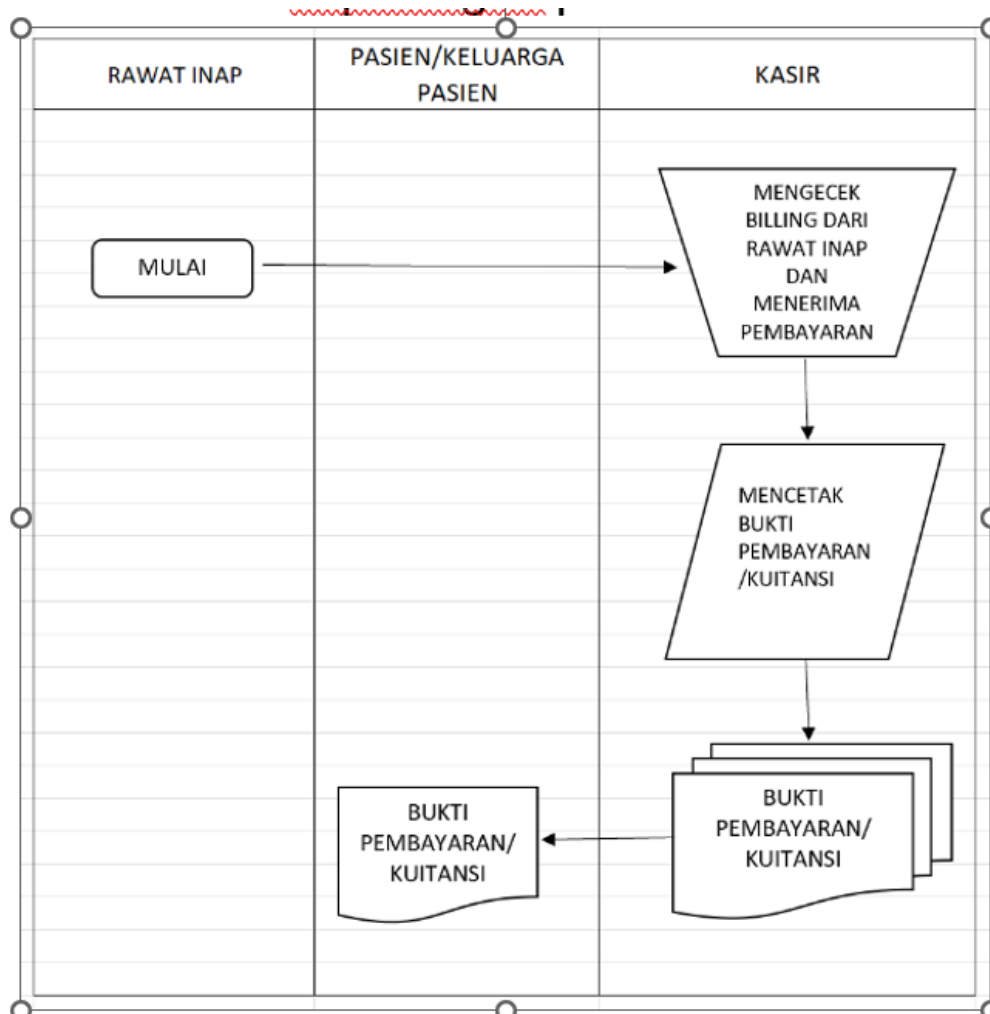 RAWAT INAP
PASIEN/KELUARGA
PASIEN
KASIR
MULAI
MENGECEK
BILLING DARI
RAWAT INAP
DAN
MENERIMA
PEMBAYARAN
MENCETAK
BUKTI
PEMBAYARAN
/KUITANSI
BUKTI
PEMBAYARAN/
KUITANSI
BUKTI
PEMBAYARAN/
KUITANSI